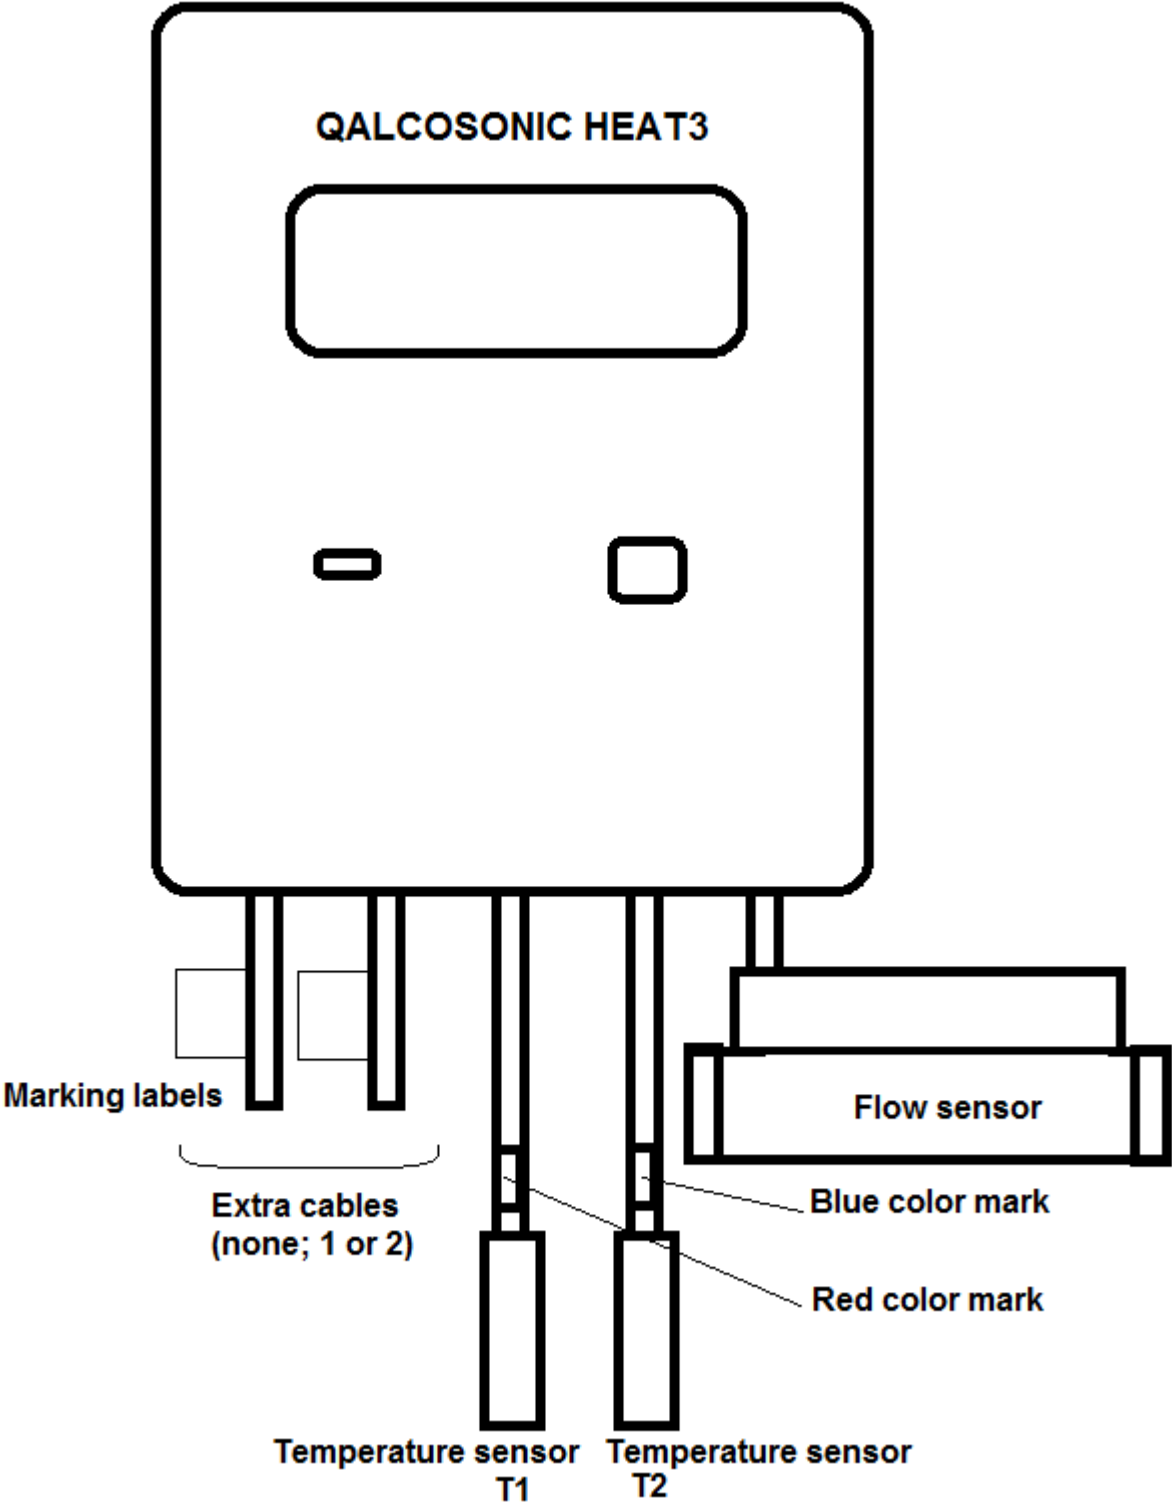 QALCOSONIC HEAT3
Marking labels
Flow sensor
Extra cables
(none; 1 or 2)
Blue color mark
Red color mark
Temperature sensor
T1
Temperature sensor
T2